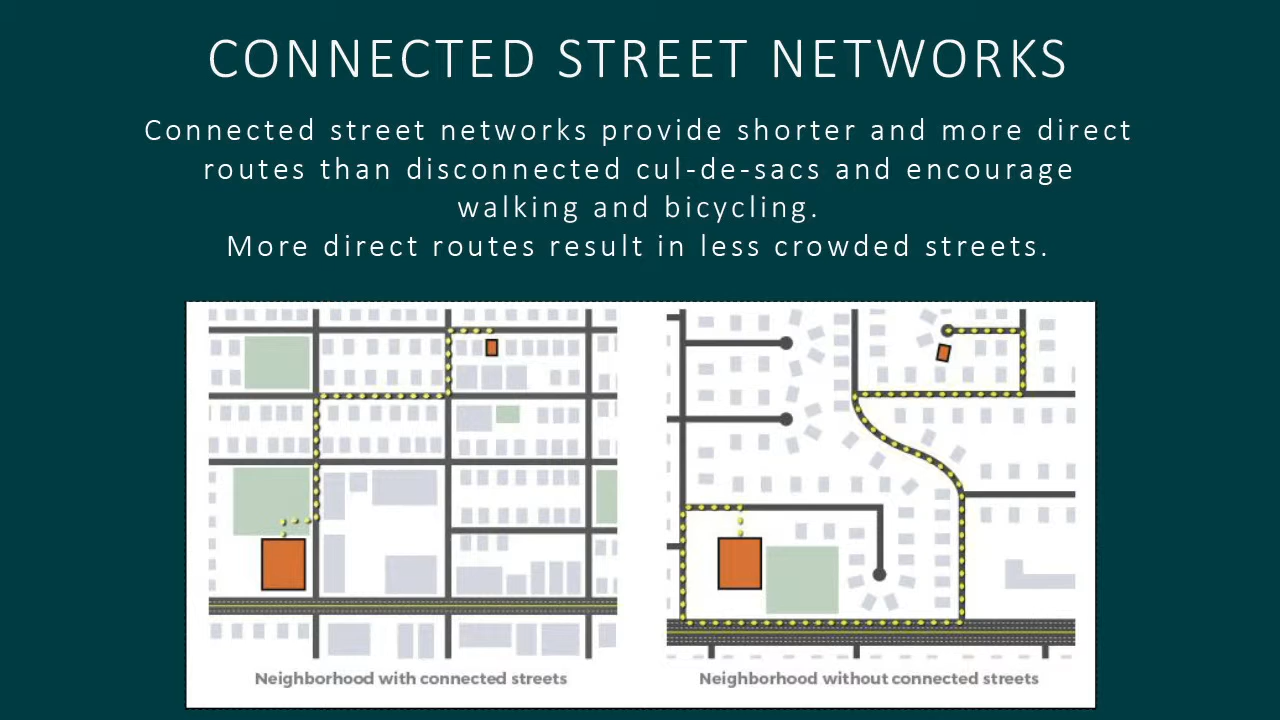 CONNECTED STREET NETWORKS
Connected street networks provide shorter and more direct
routes than disconnected cul-de-sacs and encourage
walking and bicycling.
More direct routes result in less crowded streets.
Neighborhood with connected streets
Neighborhood without connected streets